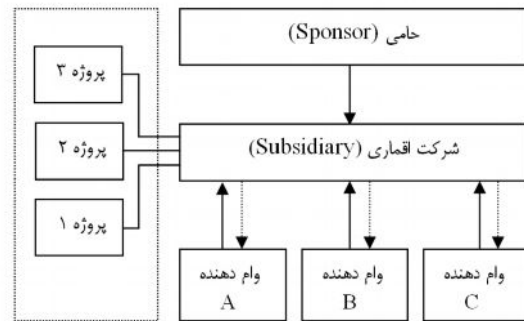 حامی (Sponsor)
پروژه ۳
شرکت اقماری (Subsidiary)
پروژه ۲
پروژه ۱
وام دهنده
A
وام دهنده
B
وام دهنده
C